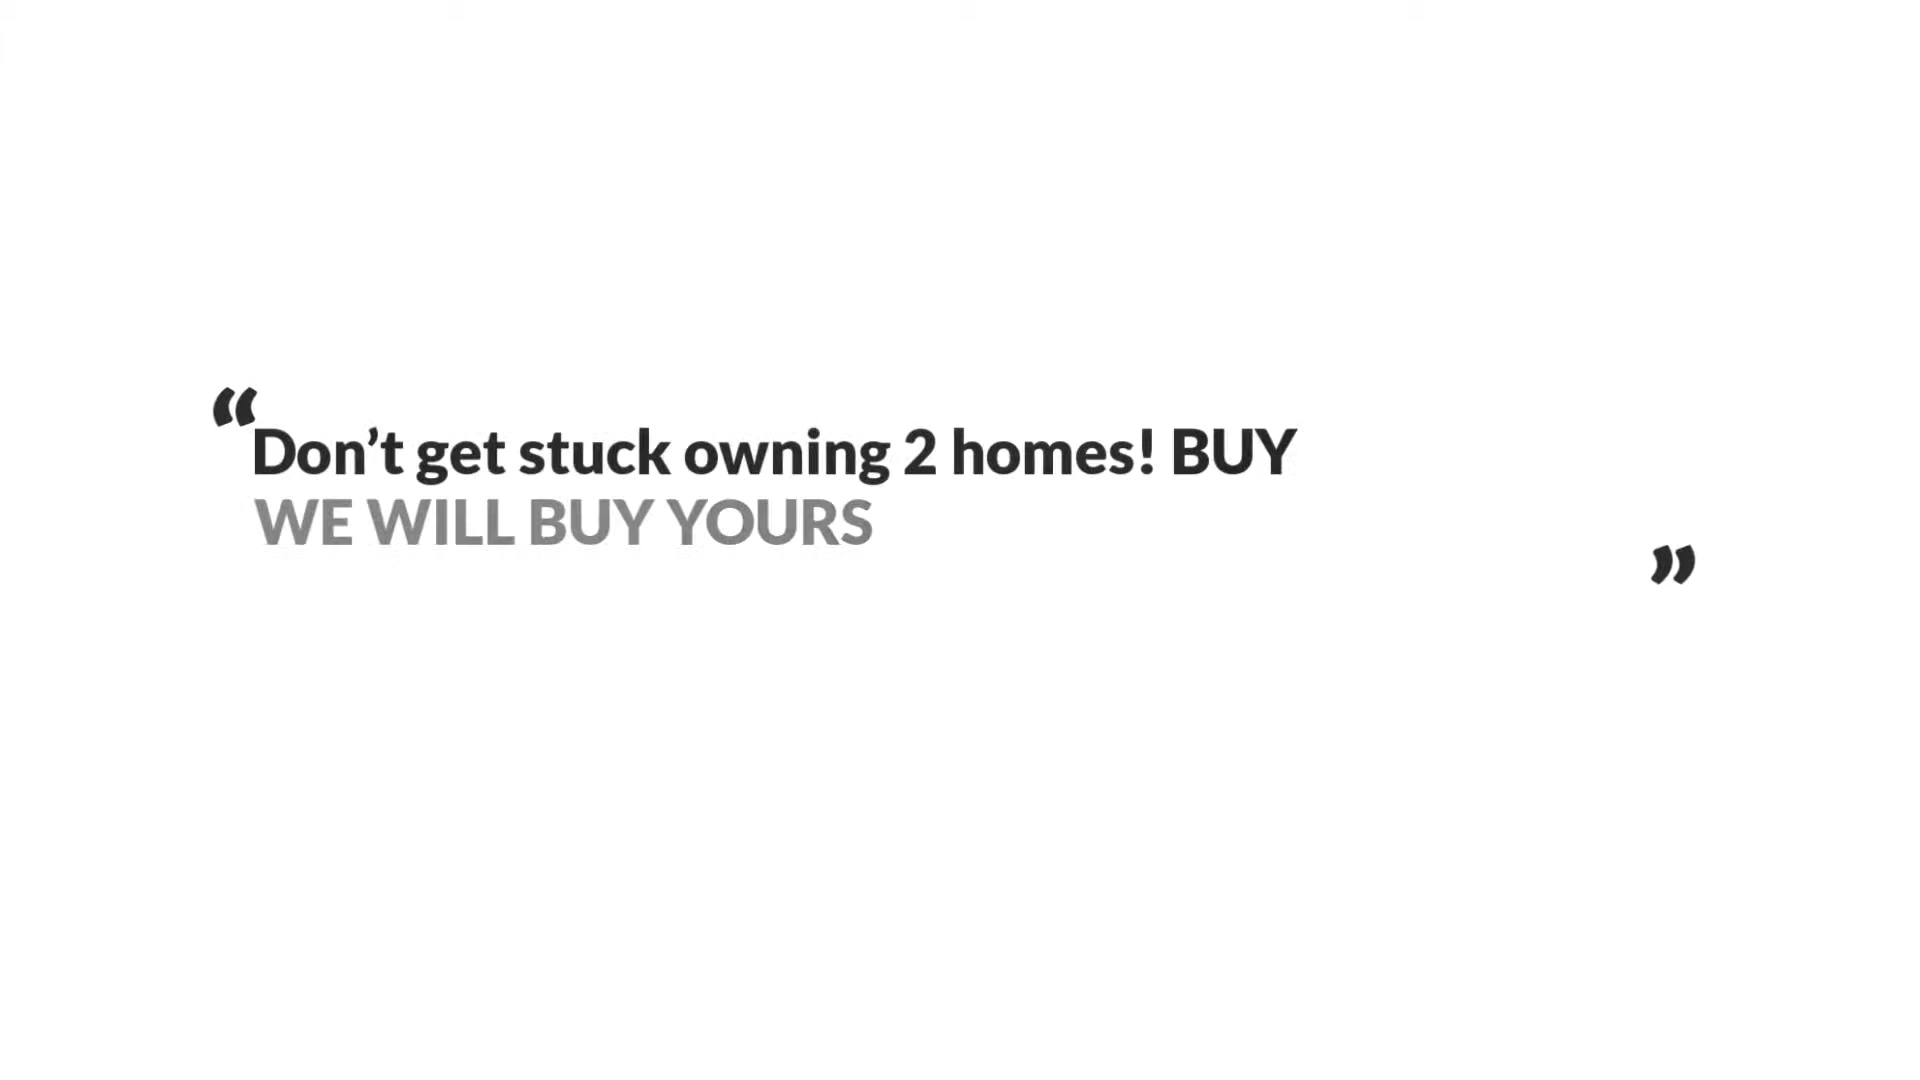 “Don’t get stuck owning 2 homes! BUY
WE WILL BUY YOURS
”